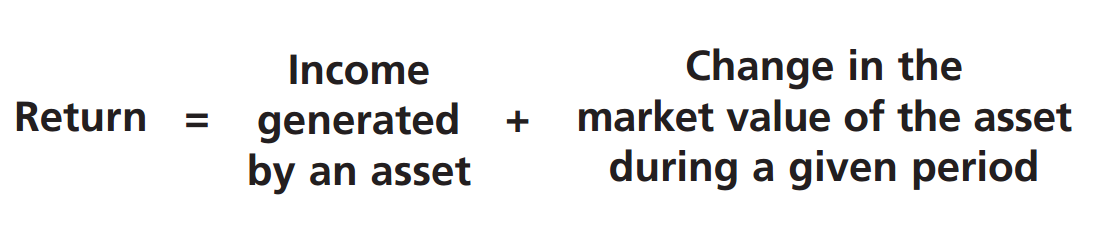 Return = Income generated by an asset + Change in the market value of the asset during a given period